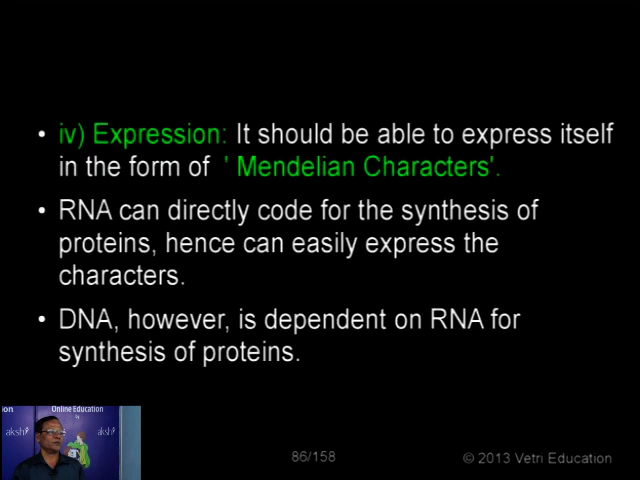 • iv) Expression: It should be able to express itself
in the form of ' Mendelian Characters'.
• RNA can directly code for the synthesis of
proteins, hence can easily express the
characters.
• DNA, however, is dependent on RNA for
synthesis of proteins.
ion
Online Education
by
aksh
aksh
86/158
© 2013 Vetri Education